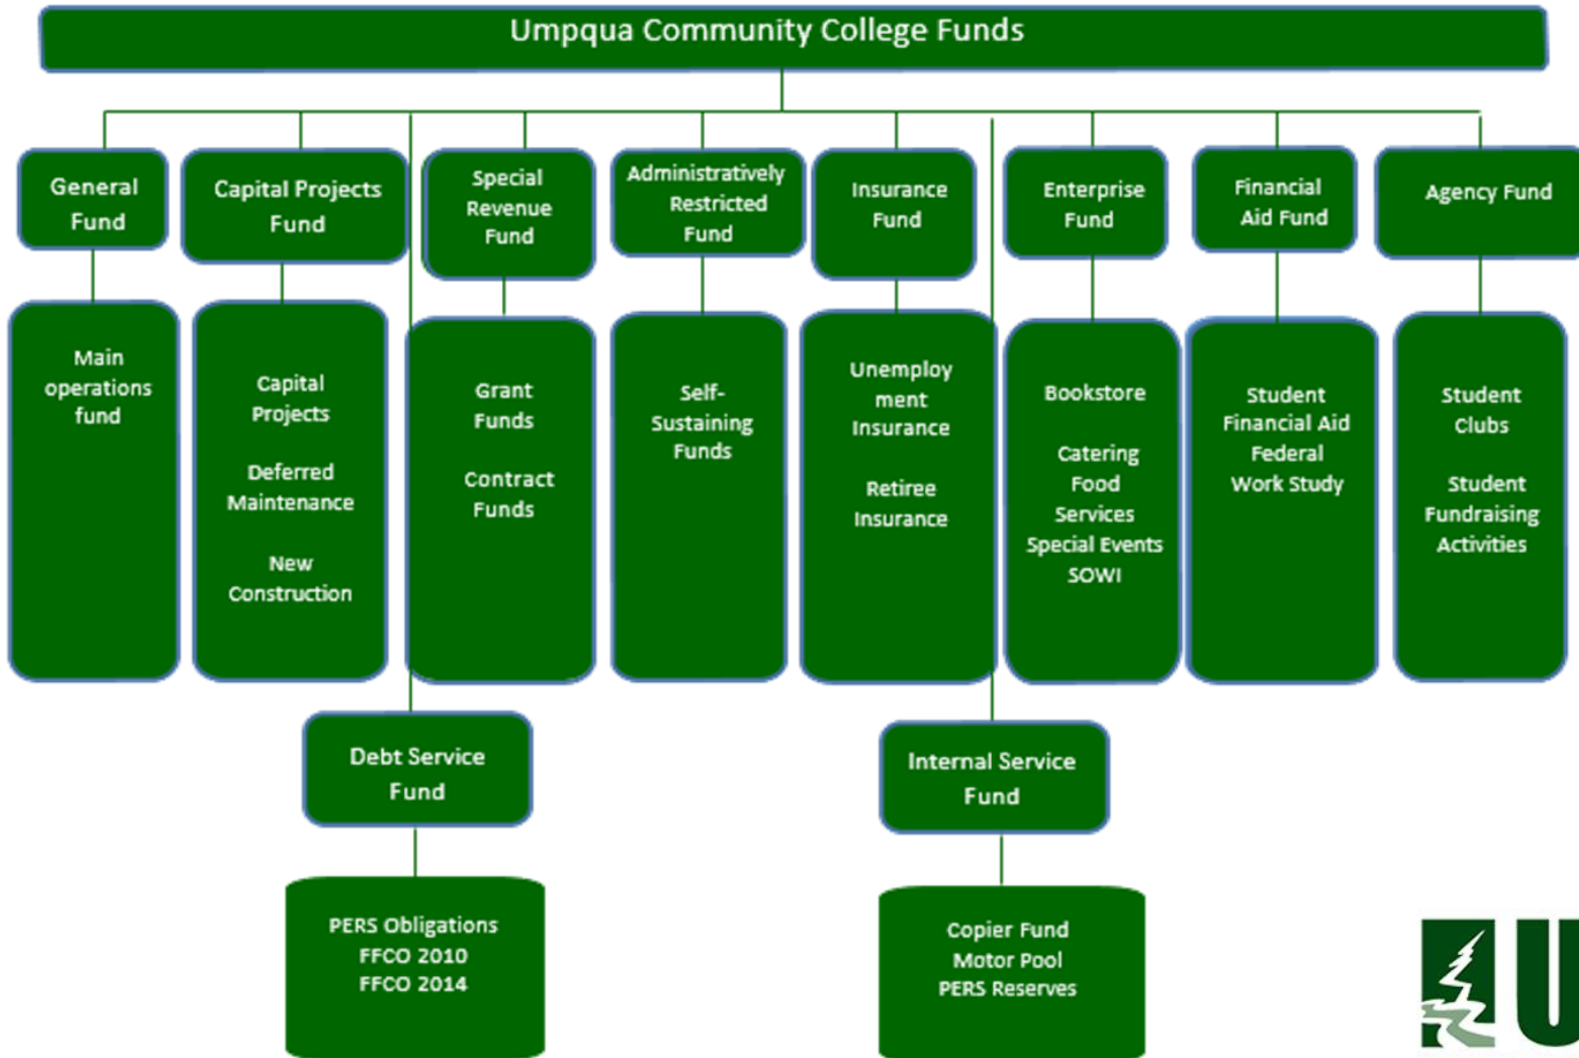 Umpqua Community College Funds
General
Fund
Capital Projects
Fund
Special
Revenue
Fund
Administratively
Restricted
Fund
Insurance
Fund
Enterprise
Fund
Financial
Aid Fund
Agency Fund
Main
operations
fund
Capital
Projects
Deferred
Maintenance
New
Construction
Grant
Funds
Contract
Funds
Self-
Sustaining
Funds
Unemploy
ment
Insurance
Retiree
Insurance
Bookstore
Catering
Food
Services
Special Events
SOWI
Student
Financial Aid
Federal
Work Study
Student
Clubs
Student
Fundraising
Activities
Debt Service
Fund
Internal Service
Fund
PERS Obligations
FFCO 2010
FFCO 2014
Copier Fund
Motor Pool
PERS Reserves
U